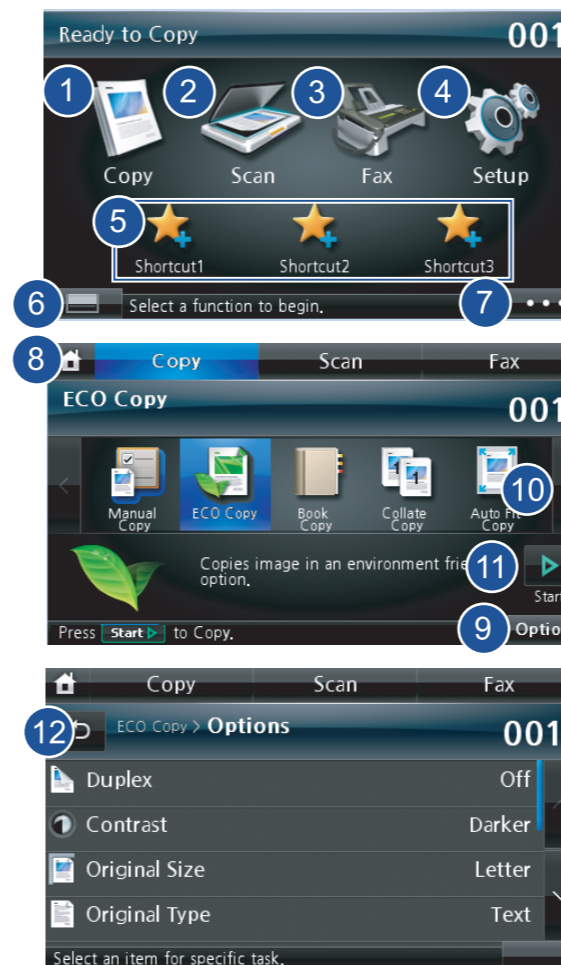 Ready to Copy 001
1 2 3 4
Copy Scan Fax Setup
5
Shortcut1 Shortcut2 Shortcut3
6 Select a function to begin. 7
8 Copy Scan Fax
ECO Copy 001
Manual Copy ECO Copy Book Copy Collate Copy Auto Fit Copy 10
Copies image in an environment frie 11
option.
Start
Press Start to Copy. 9 Optio
Copy Scan Fax
12 ECO Copy > Options 001
Duplex Off
Contrast Darker
Original Size Letter
Original Type Text
Select an item for specific task.